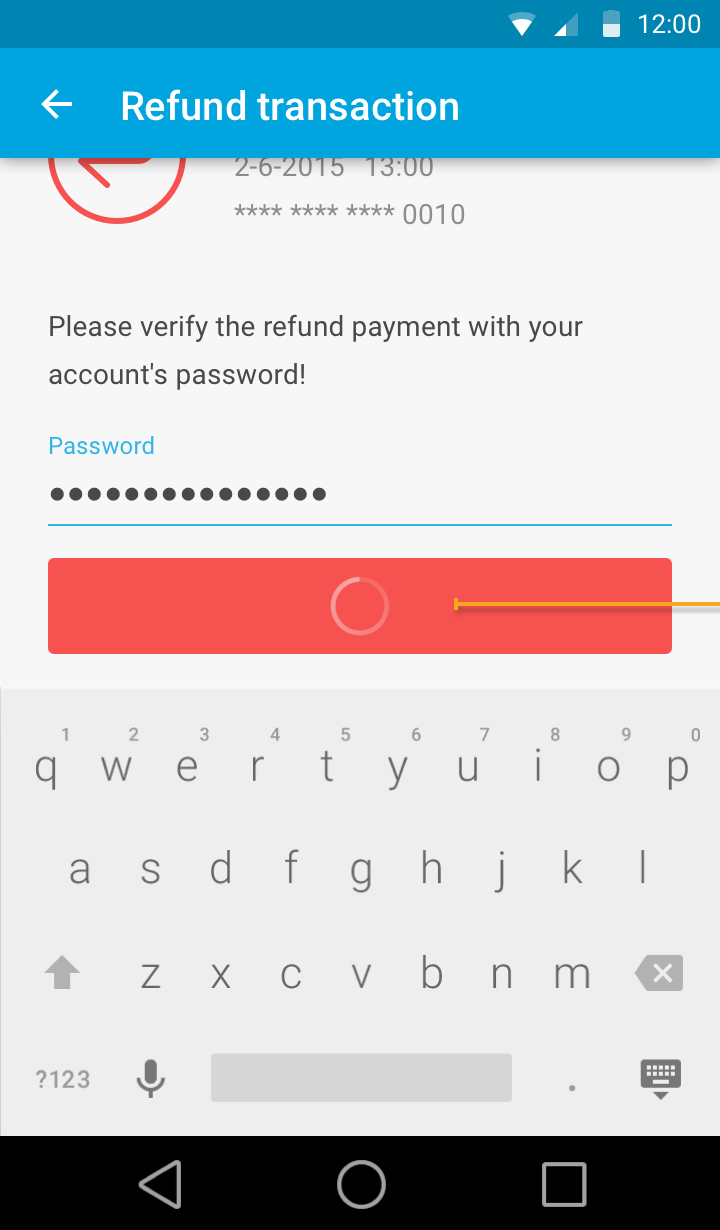 12:00
Refund transaction
2-6-2015 13:00
**** **** **** 0010
Please verify the refund payment with your
account's password!
Password
●●●●●●●●●●●●●●●
1 2 3 4 5 6 7 8 9 0
q w e r t y u i o p
a s d f g h j k l
z x c v b n m
?123 .